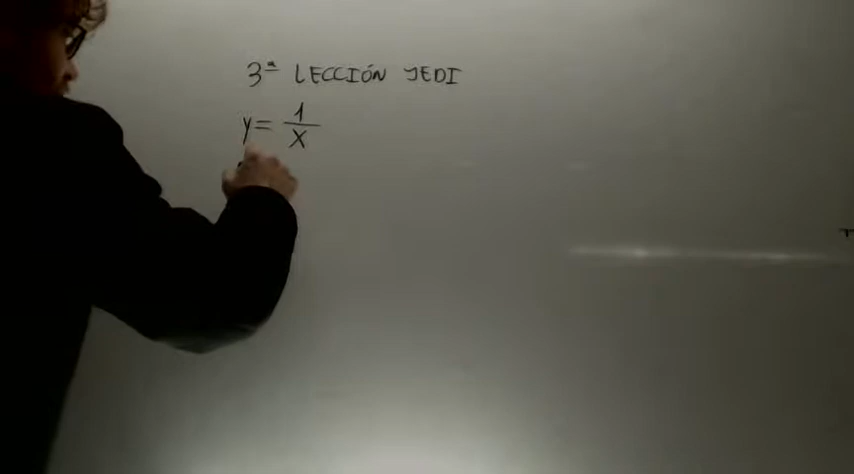 3ª LECCIÓN JEDI
y = 1/x